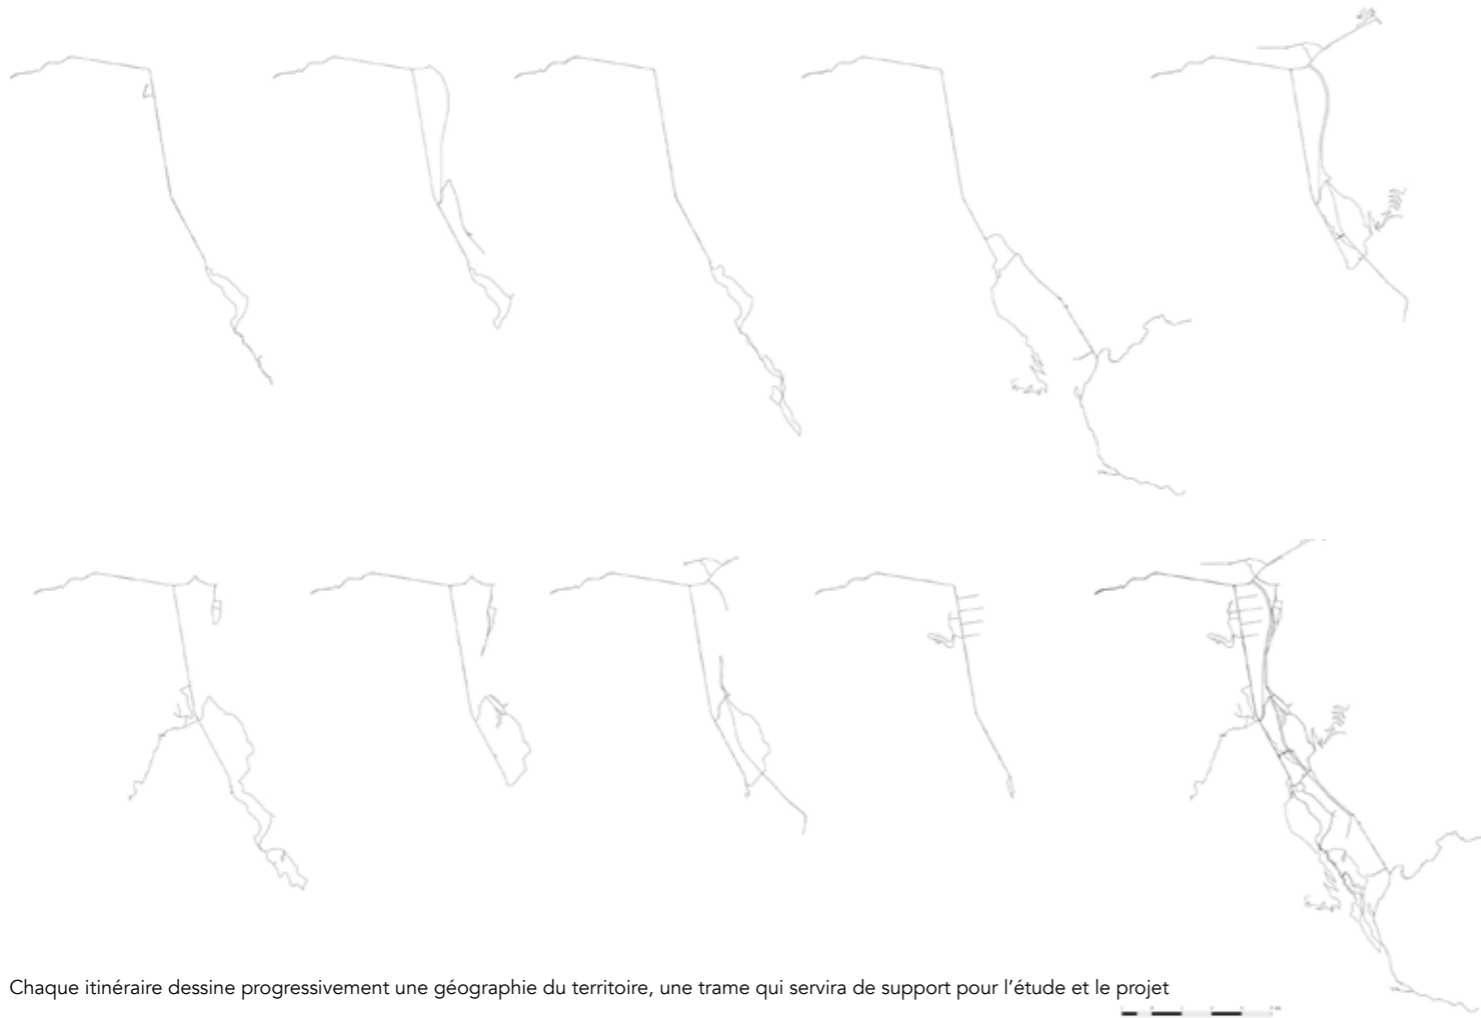 Chaque itinéraire dessine progressivement une géographie du territoire, une trame qui servira de support pour l’étude et le projet